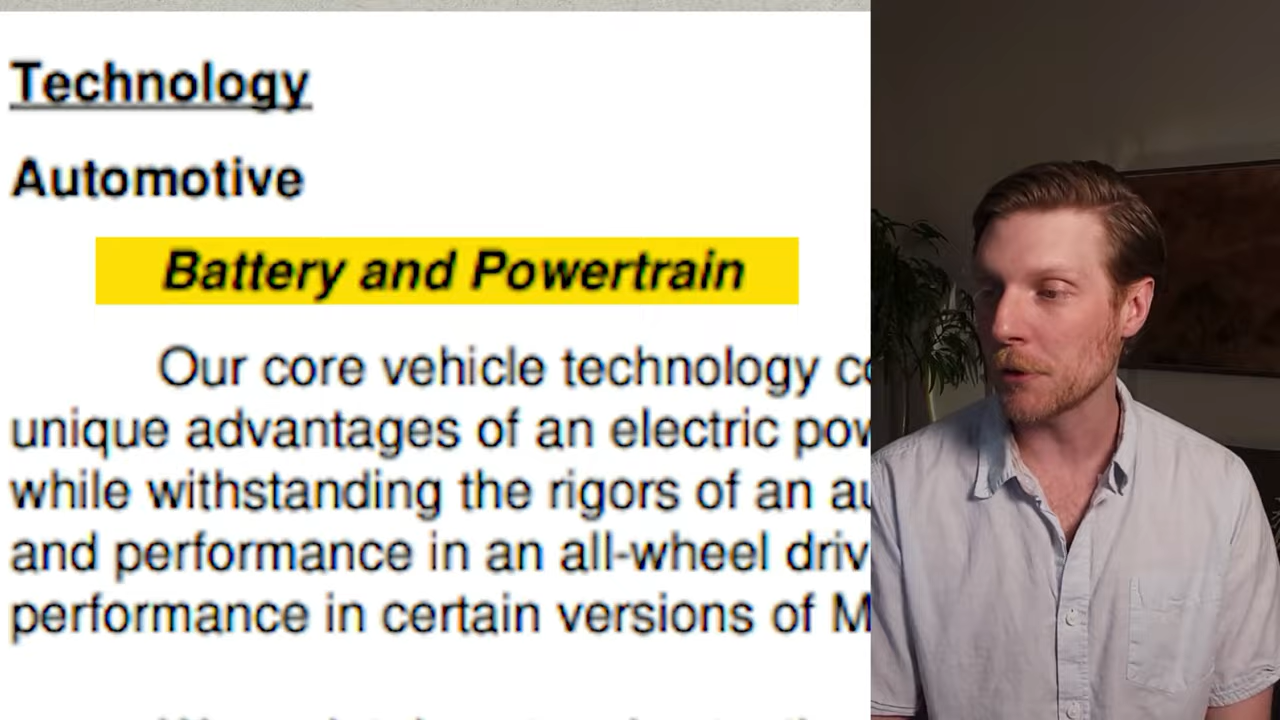 Technology
Automotive
Battery and Powertrain
Our core vehicle technology
unique advantages of an electric
while withstanding the rigors of an
and performance in an all-wheel
performance in certain versions of